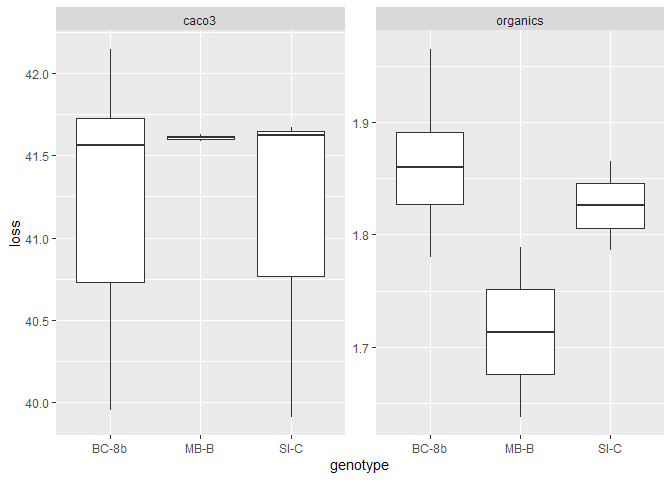 caco3
organics
loss
42.0
41.5
41.0
40.5
40.0
1.9
1.8
1.7
BC-8b
MB-B
SI-C
BC-8b
MB-B
SI-C
genotype